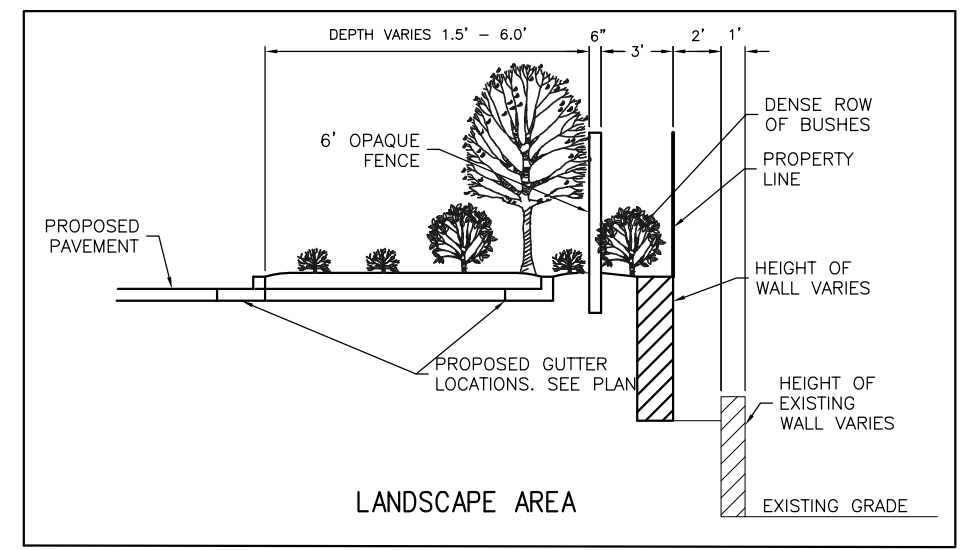 DEPTH VARIES 1.5' - 6.0'
6"
3'
2'
1'
6' OPAQUE
FENCE
DENSE ROW
OF BUSHES
PROPERTY
LINE
PROPOSED
PAVEMENT
HEIGHT OF
WALL VARIES
PROPOSED GUTTER
LOCATIONS. SEE PLAN
HEIGHT OF
EXISTING
WALL VARIES
LANDSCAPE AREA
EXISTING GRADE